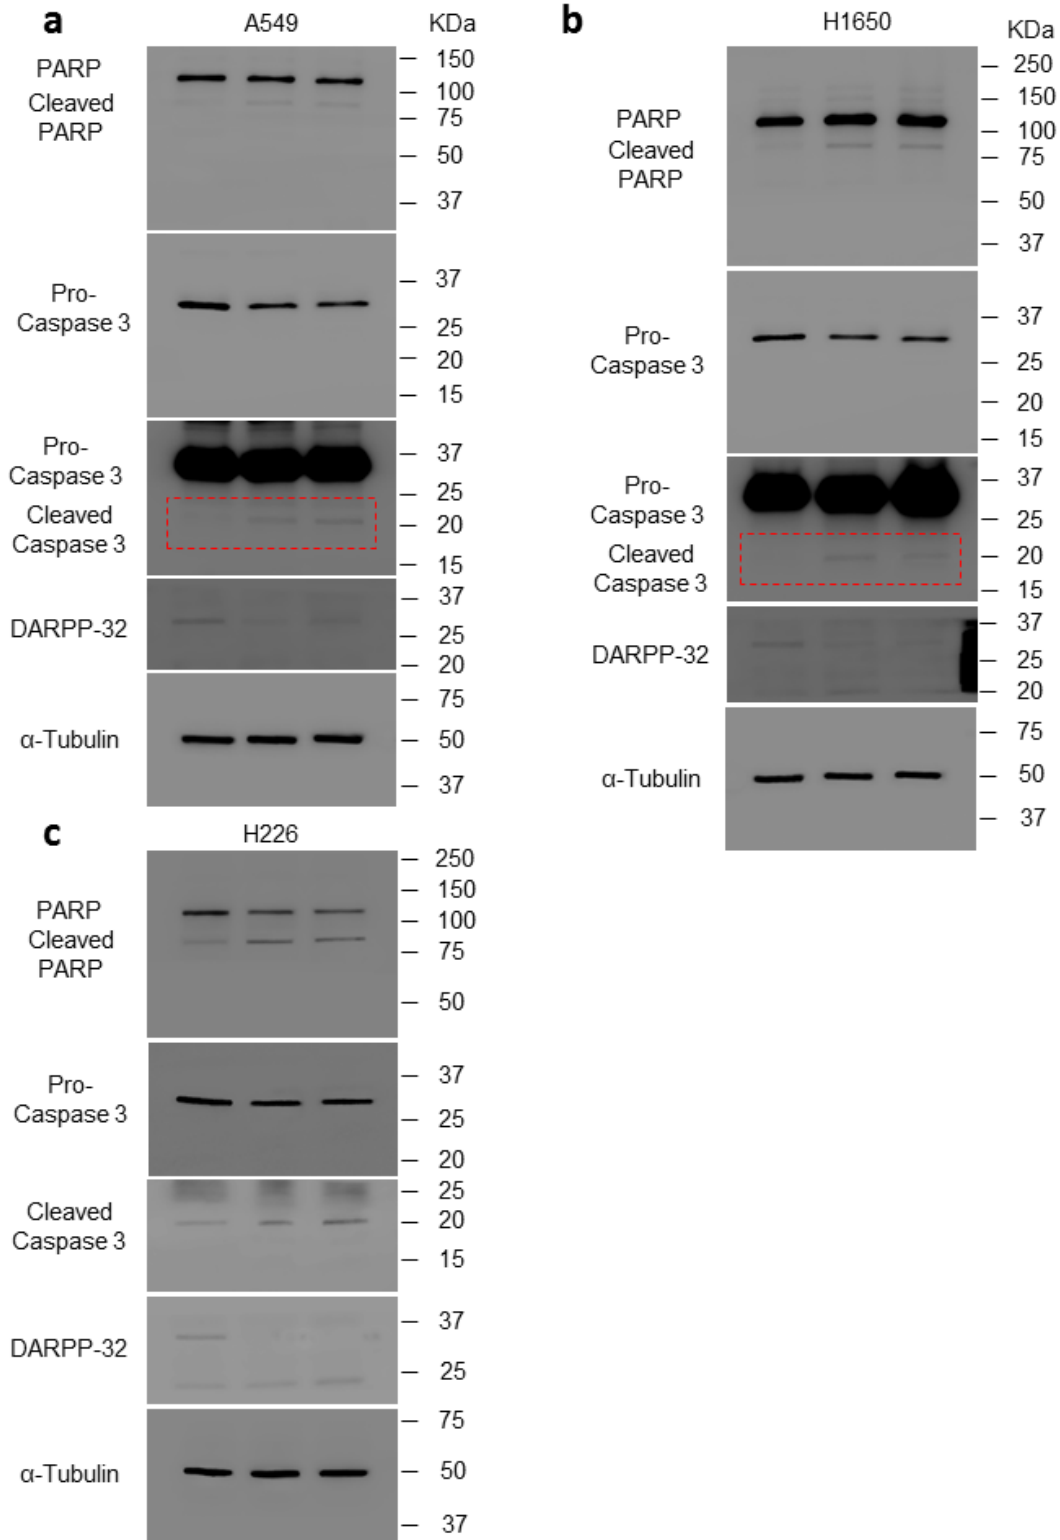 a
A549
KDa
PARP
Cleaved
PARP
150
100
75
50
37
Pro-
Caspase 3
37
25
20
15
Pro-
Caspase 3
Cleaved
Caspase 3
37
25
20
15
DARPP-32
37
25
20
α-Tubulin
75
50
37
b
H1650
KDa
PARP
Cleaved
PARP
250
150
100
75
50
37
Pro-
Caspase 3
37
25
20
15
Pro-
Caspase 3
Cleaved
Caspase 3
37
25
20
15
DARPP-32
37
25
20
α-Tubulin
75
50
37
c
H226
PARP
Cleaved
PARP
250
150
100
75
50
Pro-
Caspase 3
37
25
20
Cleaved
Caspase 3
25
20
15
DARPP-32
37
25
α-Tubulin
75
50
37